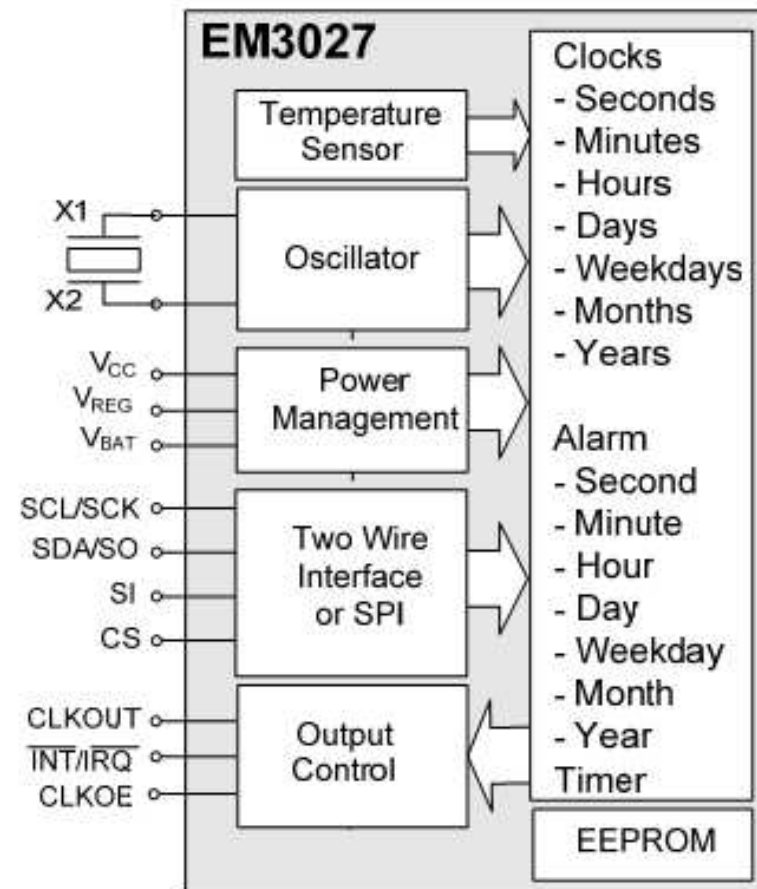 EM3027
Temperature
Sensor
X1
X2
Oscillator
VCC
VREG
VBAT
Power
Management
SCL/SCK
SDA/SO
SI
CS
Two Wire
Interface
or SPI
CLKOUT
INT/IRQ
CLKOE
Output
Control
Clocks
- Seconds
- Minutes
- Hours
- Days
- Weekdays
- Months
- Years
Alarm
- Second
- Minute
- Hour
- Day
- Weekday
- Month
- Year
Timer
EEPROM